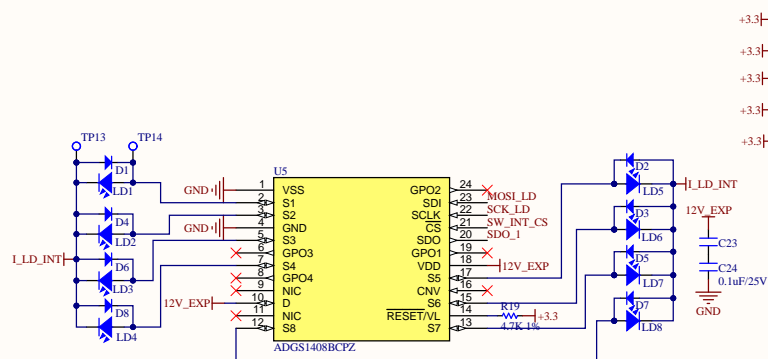 +3.3
+3.3
+3.3
+3.3
+3.3
TP13 TP14
D1
LD1
D4
LD2
I_LD_INT
D6
LD3
D8
LD4
U5
GND 1 VSS GPO2 24
2 S1 SDI 23 MOSI_LD
3 S2 SCLK 22 SCK_LD
GND 4 GND CS 21 SW_INT_CS
5 S3 SDO 20 SDO_1
6 GPO3 GPO1 19
7 S4 VDD 18 12V_EXP
8 GPO4 S5 17
9 NIC CNV 16
12V_EXP 10 D S6 15
11 NIC RESET/VL 14 R19 +3.3
12 S8 S7 13 4.7K 1%
ADGS1408BCPZ
D2
LD5 I_LD_INT
D3
LD6
D5
LD7
D7
LD8
12V_EXP
C23
C24
0.1uF/25V
GND